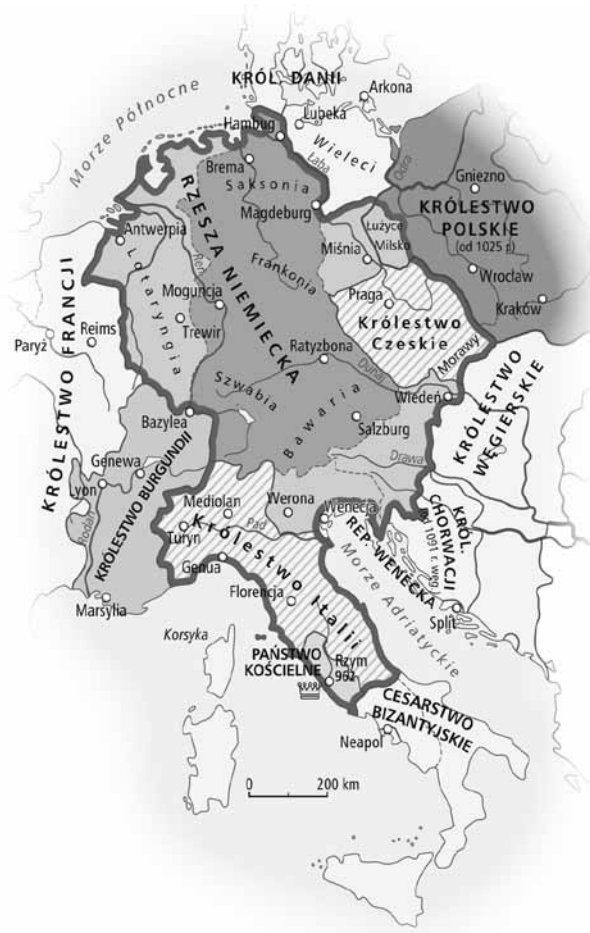 KRÓL. DANII
Arkona
Morze Północne
Lubeka
Hambug
Wieleci
Łaba
Odra
Brema
Saksonia
Gniezno
Magdeburg
KRÓLESTWO
POLSKIE
(od 1025 r.)
RZESZA NIEMIECKA
Łużyce
Milsko
Antwerpia
Miśnia
Lotaryngia
Ren
Frankonia
Wrocław
Moguncja
Praga
Kraków
KRÓLESTWO FRANCJI
Reims
Trewir
Królestwo
Czeskie
Paryż
Ratyzbona
Morawy
Dunaj
Szwabia
Wiedeń
Bazylea
Bawaria
Salzburg
KRÓLESTWO
WĘGIERSKIE
Genewa
Drawa
Lyon
KRÓLESTWO BURGUNDII
Mediolan
Werona
Wenecja
KRÓL.
CHORWACJI
(od 1091 r. węg.)
Rodan
Turyn
Pad
Królestwo Italii
REP. WENECKA
Genua
Morze Adriatyckie
Marsylia
Florencja
Split
Korsyka
PAŃSTWO
KOŚCIELNE
Rzym
962
CESARSTWO
BIZANTYJSKIE
Neapol
0 200 km